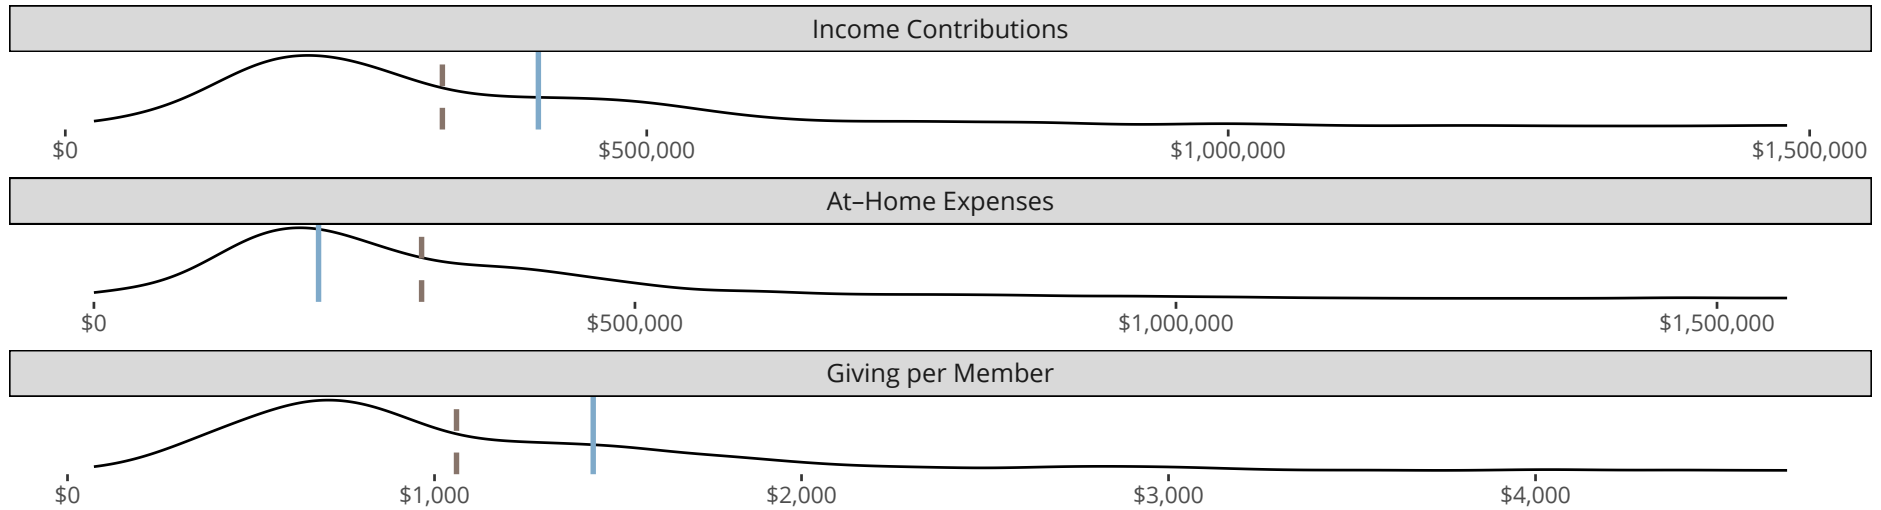 Income Contributions
$0 $500,000 $1,000,000 $1,500,000
At–Home Expenses
$0 $500,000 $1,000,000 $1,500,000
Giving per Member
$0 $1,000 $2,000 $3,000 $4,000